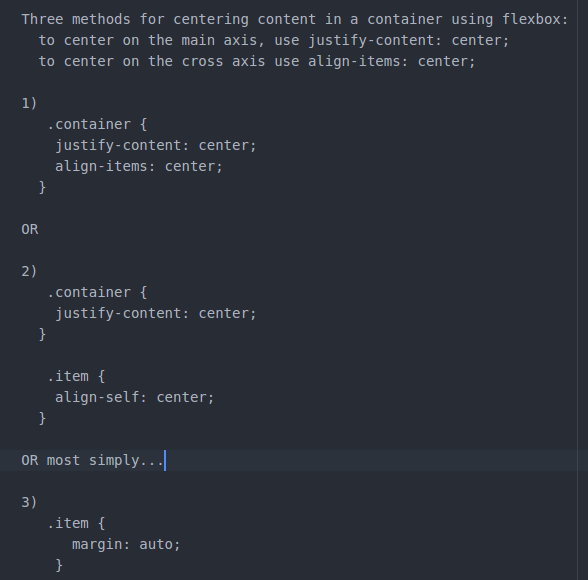 Three methods for centering content in a container using flexbox:
to center on the main axis, use justify-content: center;
to center on the cross axis use align-items: center;
1)
.container {
justify-content: center;
align-items: center;
}
OR
2)
.container {
justify-content: center;
}
.item {
align-self: center;
}
OR most simply...
3)
.item {
margin: auto;
}